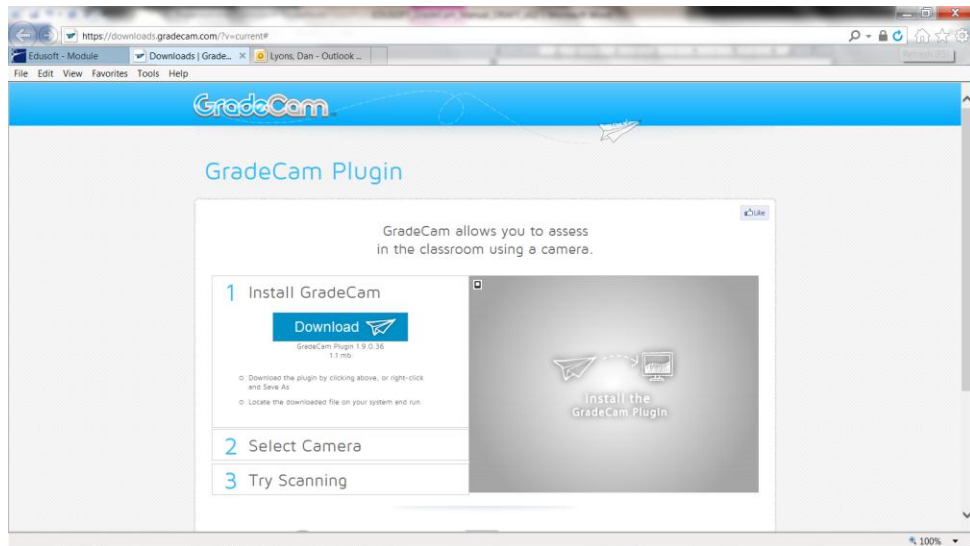 https://downloads.gradecam.com/?v=current#
Edusoft - Module
Downloads | Grade...
Lyons, Dan - Outlook ...
File Edit View Favorites Tools Help
GradeCam
GradeCam Plugin
Like
GradeCam allows you to assess
in the classroom using a camera.
1 Install GradeCam
Download
GradeCam Plugin 1.9.0.36
1.1 mb
Download the plugin by clicking above, or right-click
and Save As
Locate the downloaded file on your system and run
2 Select Camera
3 Try Scanning
Install the
GradeCam Plugin
100%